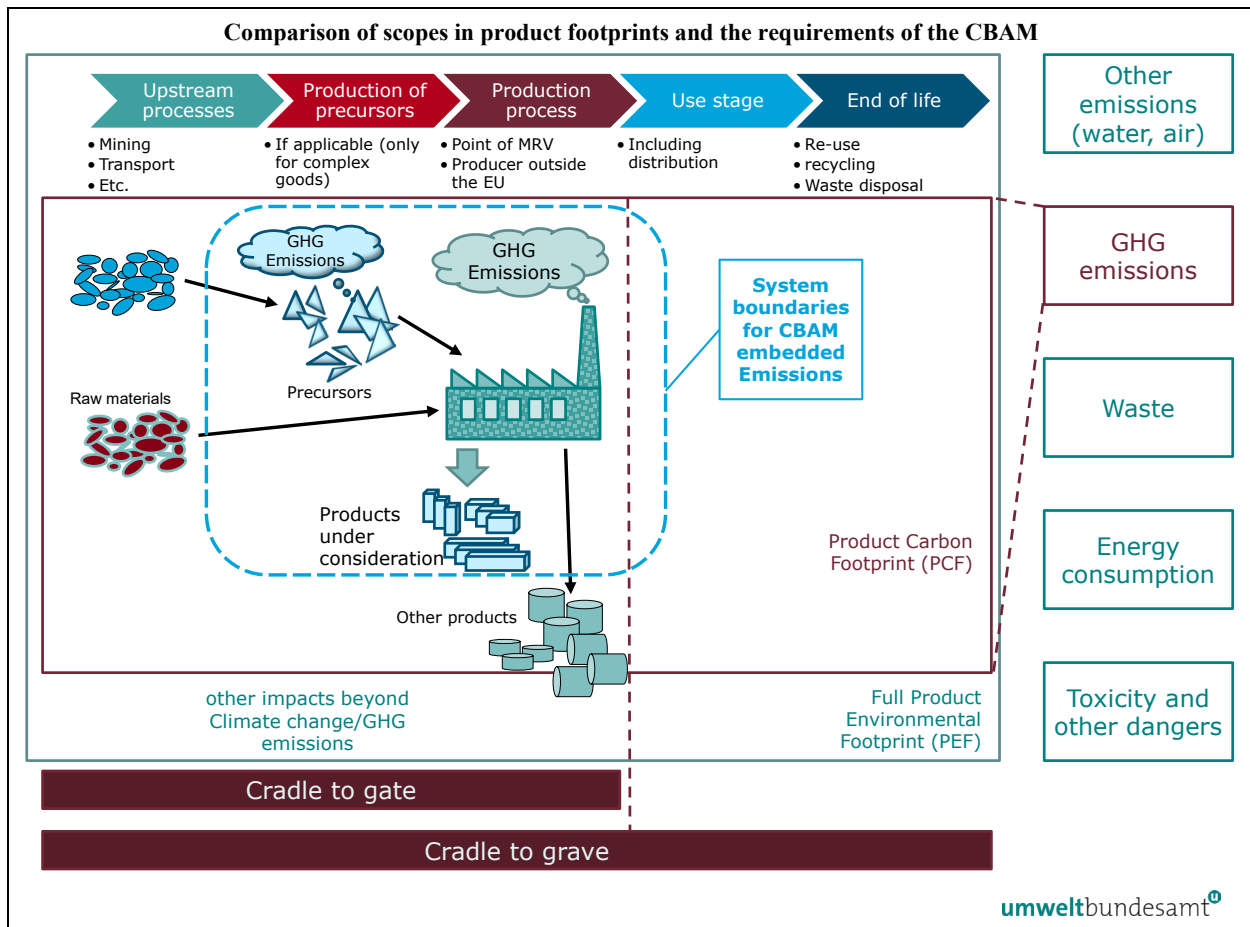 Comparison of scopes in product footprints and the requirements of the CBAM
Upstream
processes
Production of
precursors
Production
process
Use stage
End of life
• Mining
• Transport
• Etc.
• If applicable (only
for complex
goods)
• Point of MRV
• Producer outside
the EU
• Including
distribution
• Re-use
• recycling
• Waste disposal
Other
emissions
(water, air)
GHG
emissions
Waste
Energy
consumption
Toxicity and
other dangers
GHG
Emissions
GHG
Emissions
System
boundaries
for CBAM
embedded
Emissions
Precursors
Raw materials
Products
under
consideration
Other products
Product Carbon
Footprint (PCF)
other impacts beyond
Climate change/GHG
emissions
Full Product
Environmental
Footprint (PEF)
Cradle to gate
Cradle to grave
umweltbundesamt u